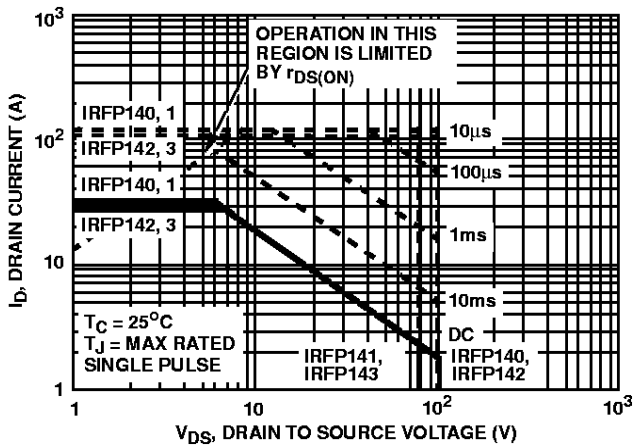 10³
OPERATION IN THIS
REGION IS LIMITED
BY rDS(ON)
IRFP140, 1
10µs
10²
IRFP142, 3
100µs
IRFP140, 1
IRFP142, 3
1ms
10
10ms
TC = 25°C
TJ = MAX RATED
SINGLE PULSE
DC
IRFP141,
IRFP143
IRFP140,
IRFP142
1
1
10
10²
10³
ID, DRAIN CURRENT (A)
VDS, DRAIN TO SOURCE VOLTAGE (V)